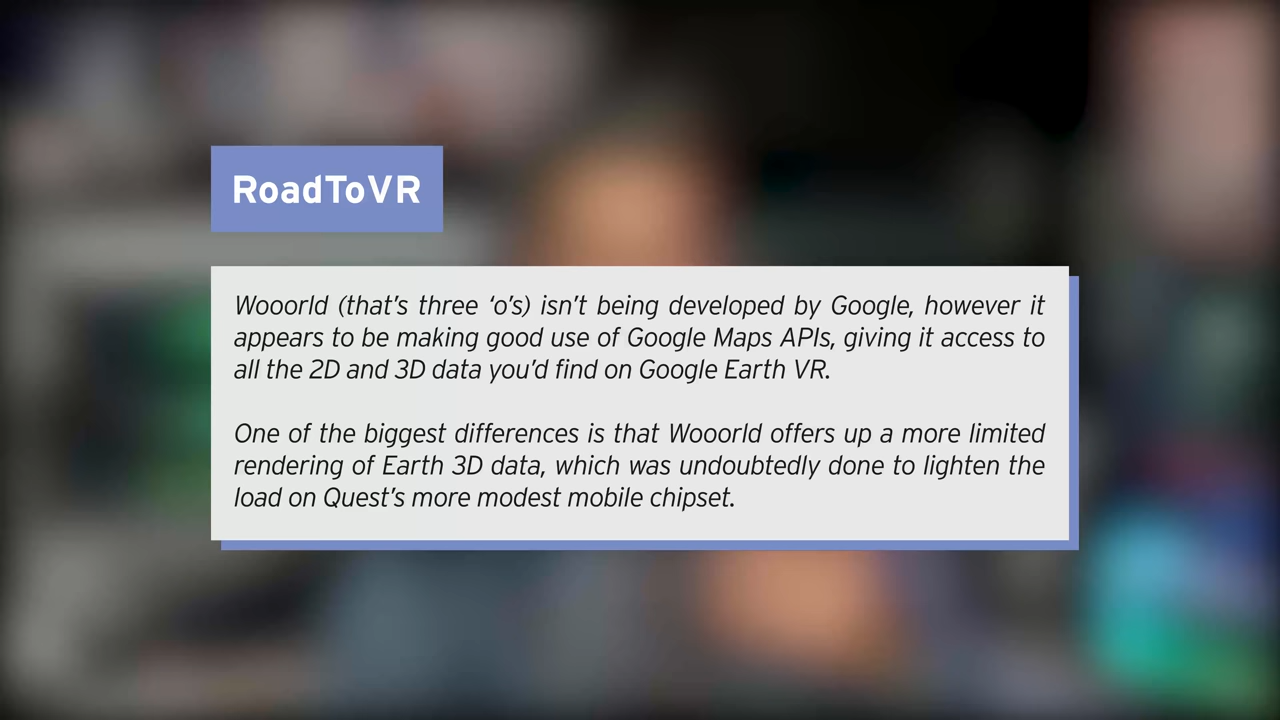 RoadToVR
Wooorld (that's three ‘o's) isn't being developed by Google, however it
appears to be making good use of Google Maps APIs, giving it access to
all the 2D and 3D data you'd find on Google Earth VR.
One of the biggest differences is that Wooorld offers up a more limited
rendering of Earth 3D data, which was undoubtedly done to lighten the
load on Quest's more modest mobile chipset.